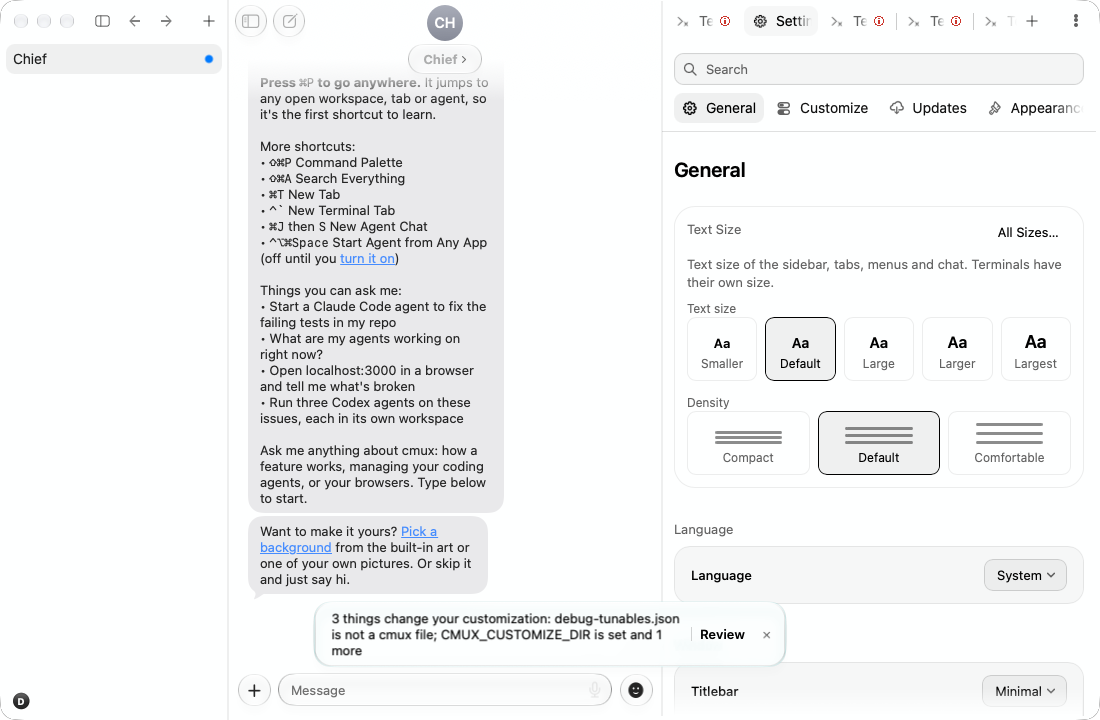 Chief
D
CH
Chief
Press ⌘P to go anywhere. It jumps to
any open workspace, tab or agent, so
it's the first shortcut to learn.
More shortcuts:
• ⇧⌘P Command Palette
• ⇧⌘A Search Everything
• ⌘T New Tab
• ^` New Terminal Tab
• ⌘J then S New Agent Chat
• ^⌥⌘Space Start Agent from Any App
(off until you turn it on)
Things you can ask me:
• Start a Claude Code agent to fix the
failing tests in my repo
• What are my agents working on
right now?
• Open localhost:3000 in a browser
and tell me what's broken
• Run three Codex agents on these
issues, each in its own workspace
Ask me anything about cmux: how a
feature works, managing your coding
agents, or your browsers. Type below
to start.
Want to make it yours? Pick a
background from the built-in art or
one of your own pictures. Or skip it
and just say hi.
3 things change your customization: debug-tunables.json
is not a cmux file; CMUX_CUSTOMIZE_DIR is set and 1
more
Review
Message
Te Settin Te Te T
Search
General Customize Updates Appearanc
General
Text Size
All Sizes...
Text size of the sidebar, tabs, menus and chat. Terminals have
their own size.
Text size
Aa Aa Aa Aa Aa
Smaller Default Large Larger Largest
Density
Compact Default Comfortable
Language
Language System
Titlebar Minimal